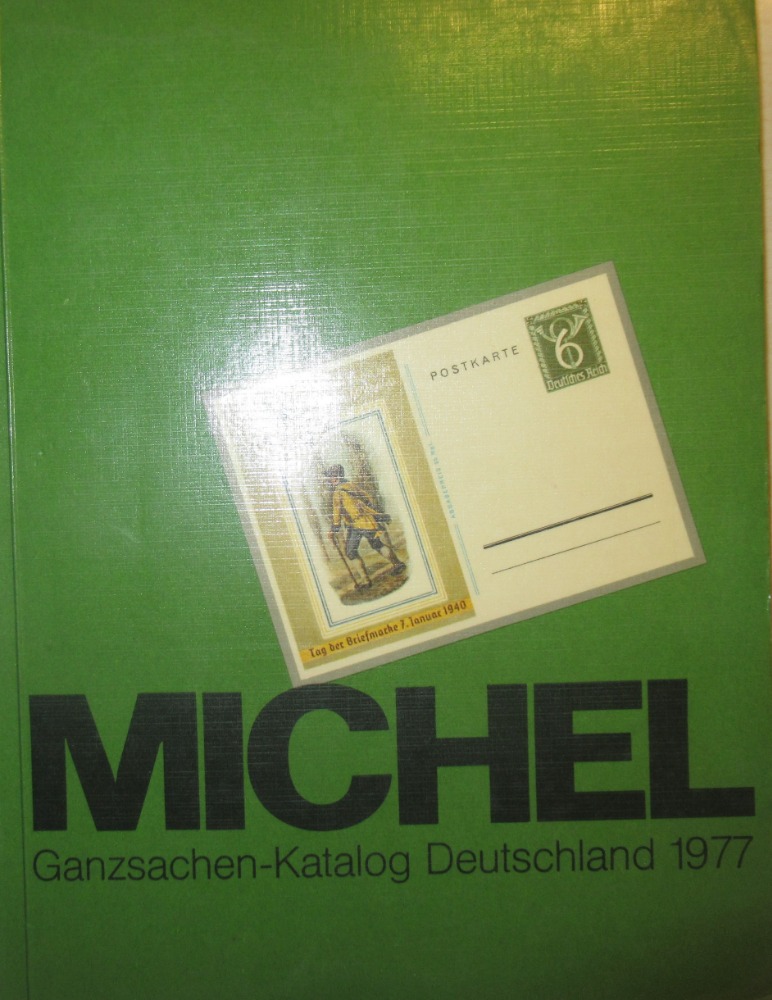 POSTKARTE
6
Deutsches Reich
Tag der Briefmarke 7. Januar 1940
MICHEL
Ganzsachen-Katalog Deutschland 1977